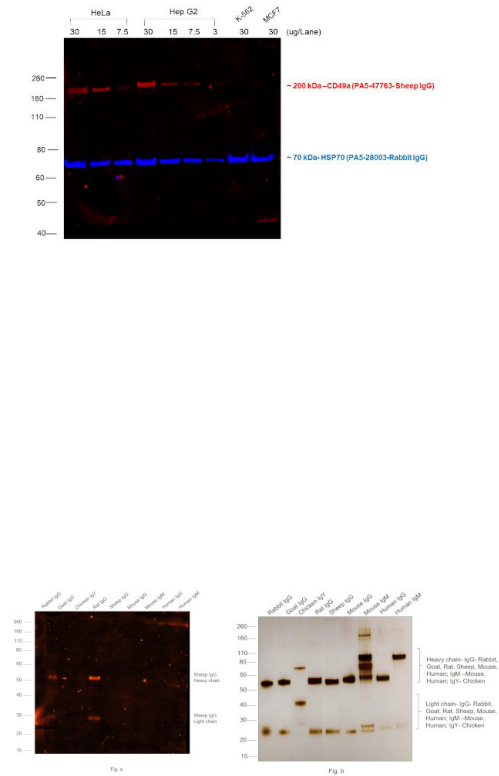 HeLa
Hep G2
K-562
MCF7
30 15 7.5 30 15 7.5 3 30 30 (ug/Lane)
260
160
110
80
60
50
40
~ 200 kDa –CD49a (PA5-47763- Sheep IgG)
~ 70 kDa- HSP70 (PA5-28003-Rabbit IgG)
Rabbit IgG
Goat IgG
Chicken IgY
Rat IgG
Sheep IgG
Mouse IgG
Mouse IgM
Human IgG
Human IgM
260
160
110
80
60
50
40
30
20
10
Sheep IgG
Heavy chain
Sheep IgG
Light chain
Fig. a
Rabbit IgG
Goat IgG
Chicken IgY
Rat IgG
Sheep IgG
Mouse IgG
Mouse IgM
Human IgG
Human IgM
260
160
110
80
60
50
40
30
20
15
Heavy chain- IgG- Rabbit,
Goat, Rat, Sheep, Mouse,
Human; IgM –Mouse,
Human; IgY- Chicken
Light chain- IgG- Rabbit,
Goat, Rat, Sheep, Mouse,
Human; IgM –Mouse,
Human; IgY- Chicken
Fig. b